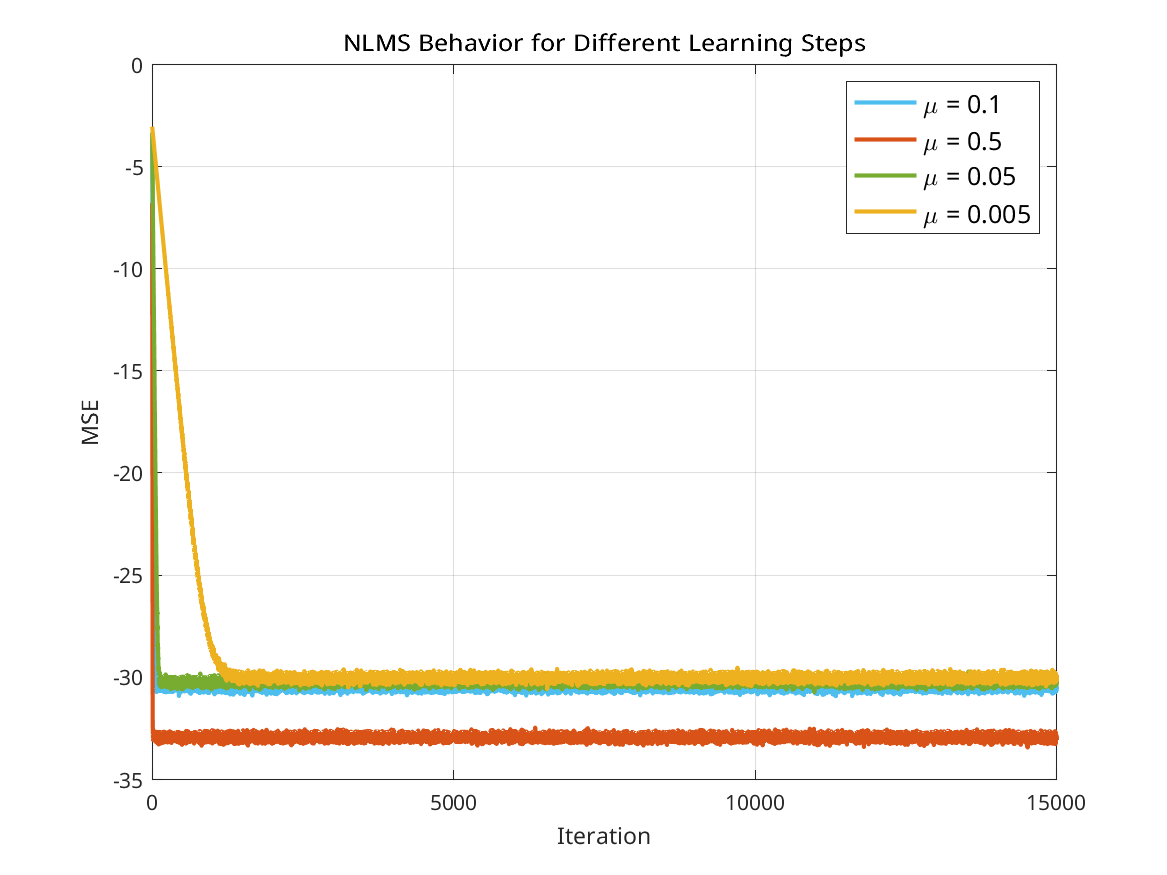 NLMS Behavior for Different Learning Steps
0
-5
-10
-15
-20
-25
-30
-35
MSE
0 5000 10000 15000
Iteration
μ = 0.1
μ = 0.5
μ = 0.05
μ = 0.005